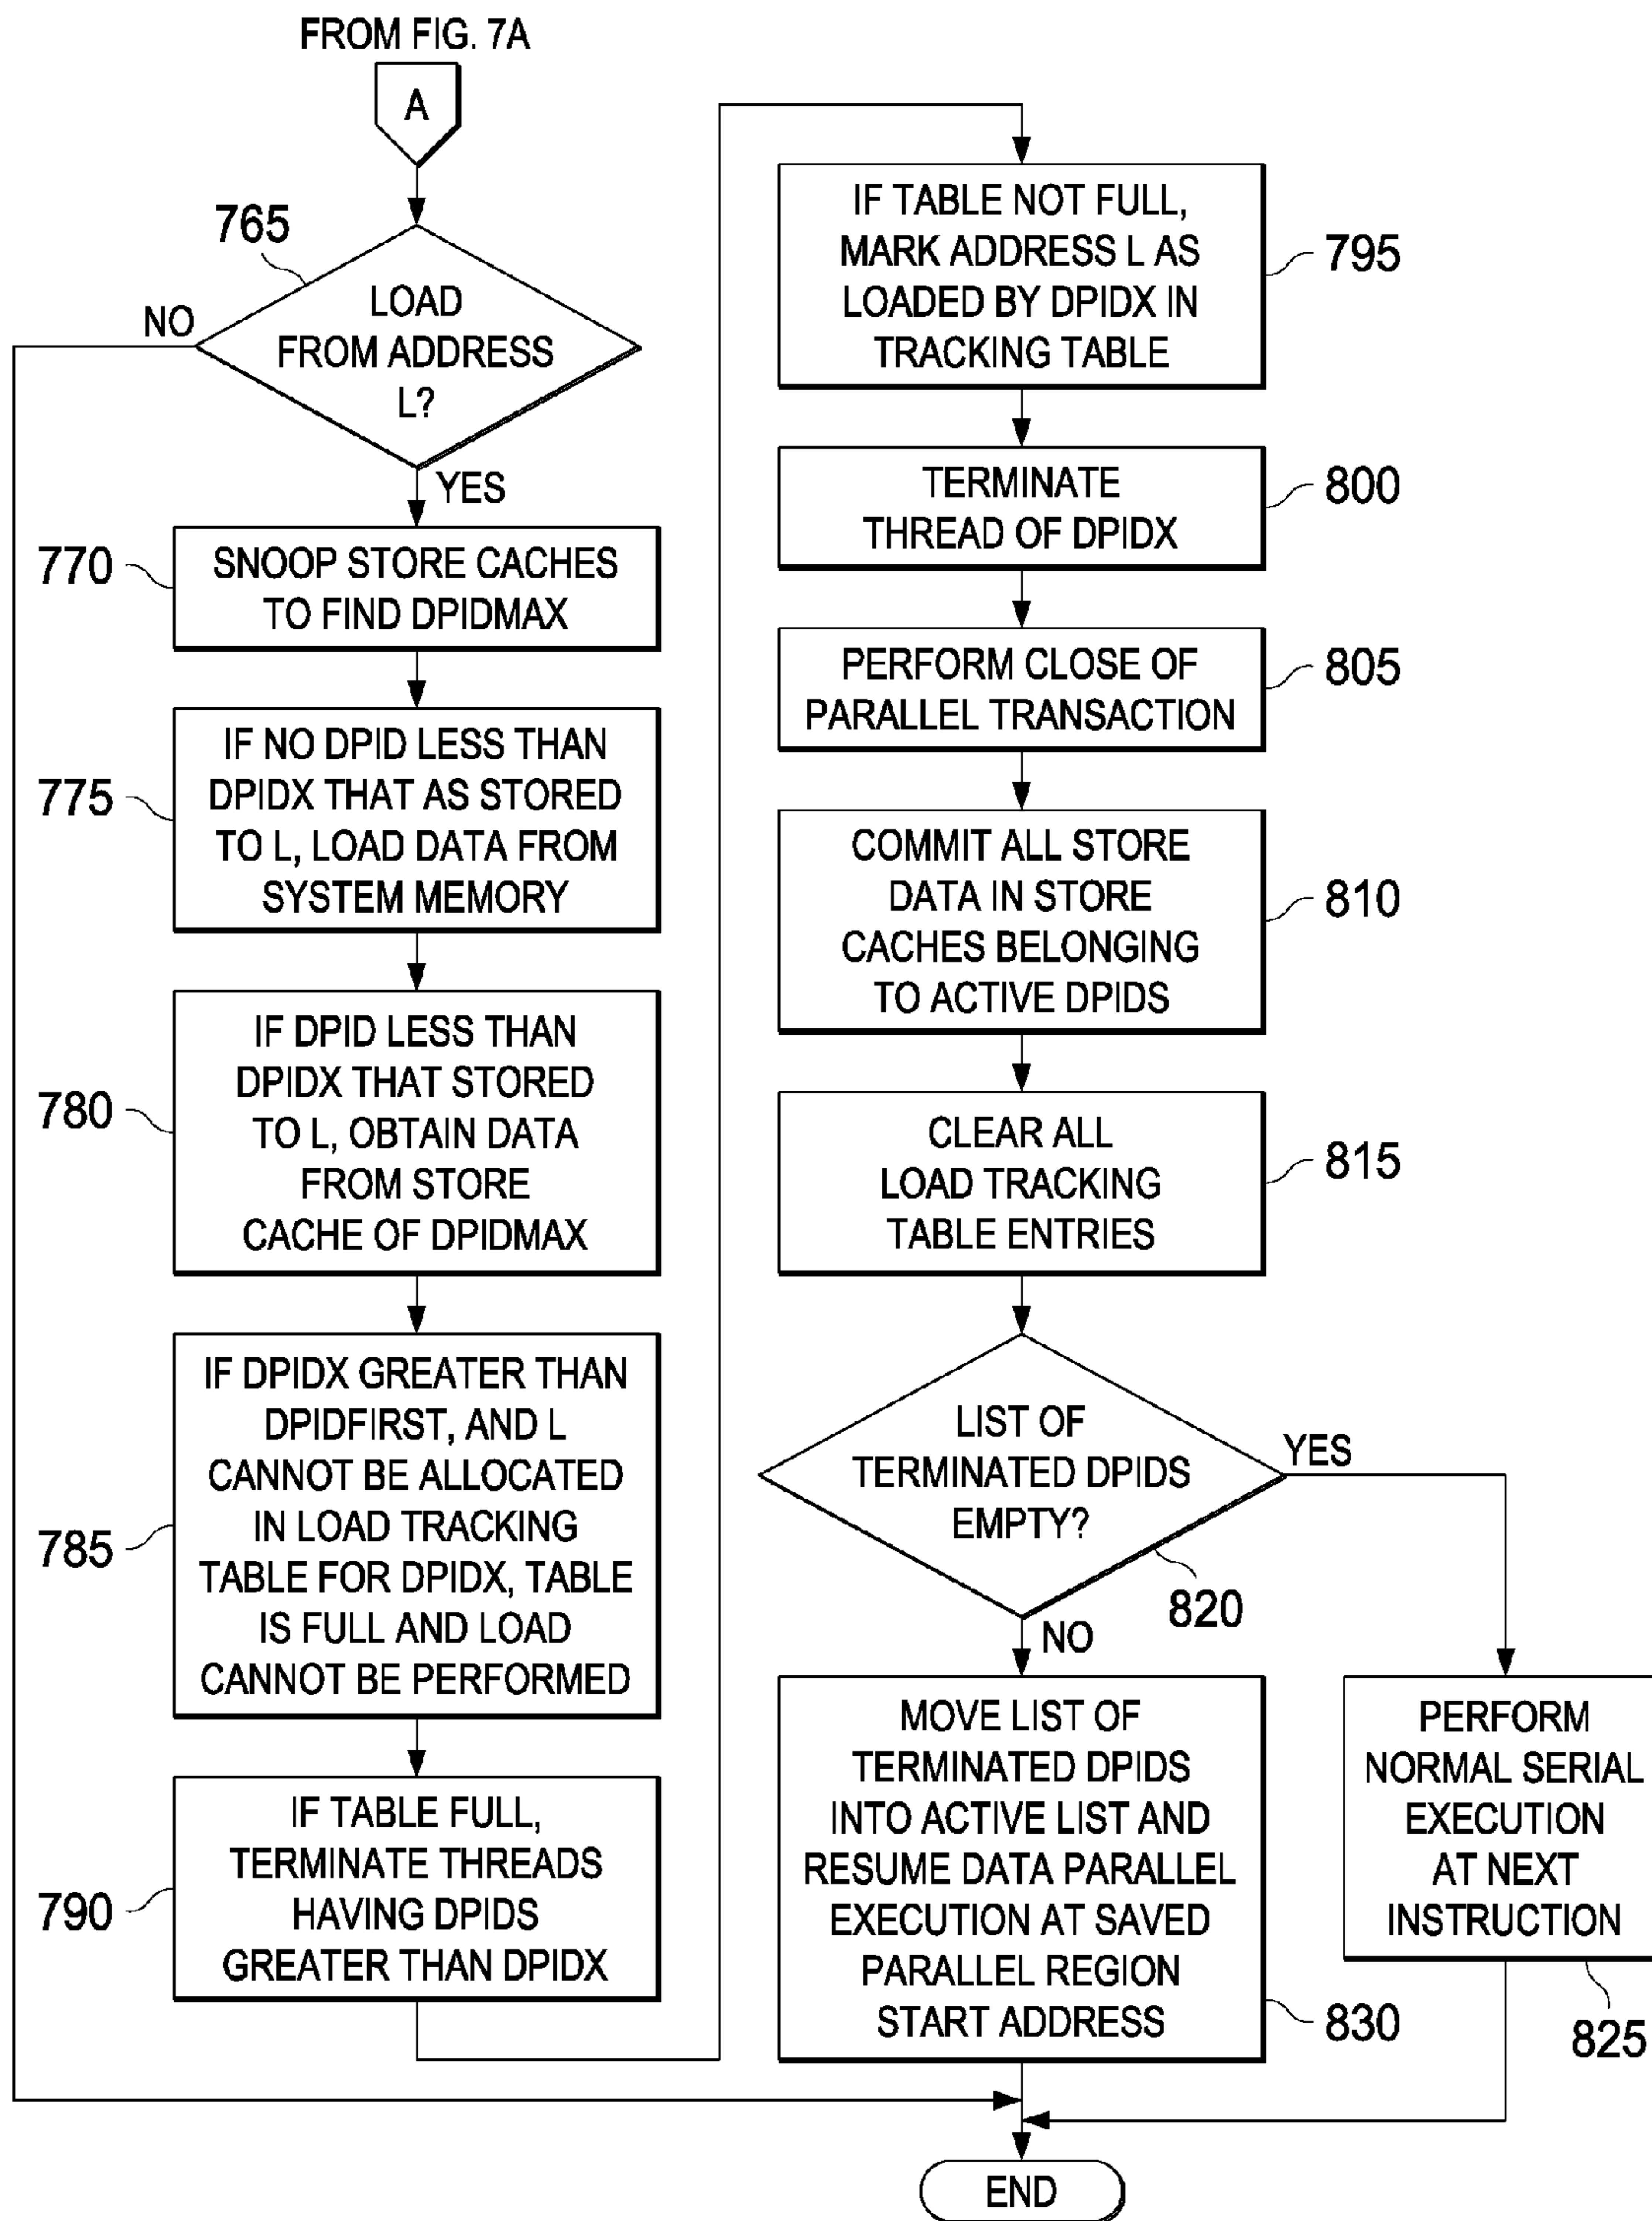 FROM FIG. 7A
A
765
LOAD
FROM ADDRESS
L?
NO
YES
770
SNOOP STORE CACHES
TO FIND DPIDMAX
775
IF NO DPID LESS THAN
DPIDX THAT AS STORED
TO L, LOAD DATA FROM
SYSTEM MEMORY
780
IF DPID LESS THAN
DPIDX THAT STORED
TO L, OBTAIN DATA
FROM STORE
CACHE OF DPIDMAX
785
IF DPIDX GREATER THAN
DPIDFIRST, AND L
CANNOT BE ALLOCATED
IN LOAD TRACKING
TABLE FOR DPIDX, TABLE
IS FULL AND LOAD
CANNOT BE PERFORMED
790
IF TABLE FULL,
TERMINATE THREADS
HAVING DPIDS
GREATER THAN DPIDX
IF TABLE NOT FULL,
MARK ADDRESS L AS
LOADED BY DPIDX IN
TRACKING TABLE
795
TERMINATE
THREAD OF DPIDX
800
PERFORM CLOSE OF
PARALLEL TRANSACTION
805
COMMIT ALL STORE
DATA IN STORE
CACHES BELONGING
TO ACTIVE DPIDS
810
CLEAR ALL
LOAD TRACKING
TABLE ENTRIES
815
LIST OF
TERMINATED DPIDS
EMPTY?
YES
820
NO
MOVE LIST OF
TERMINATED DPIDS
INTO ACTIVE LIST AND
RESUME DATA PARALLEL
EXECUTION AT SAVED
PARALLEL REGION
START ADDRESS
830
PERFORM
NORMAL SERIAL
EXECUTION
AT NEXT
INSTRUCTION
825
END